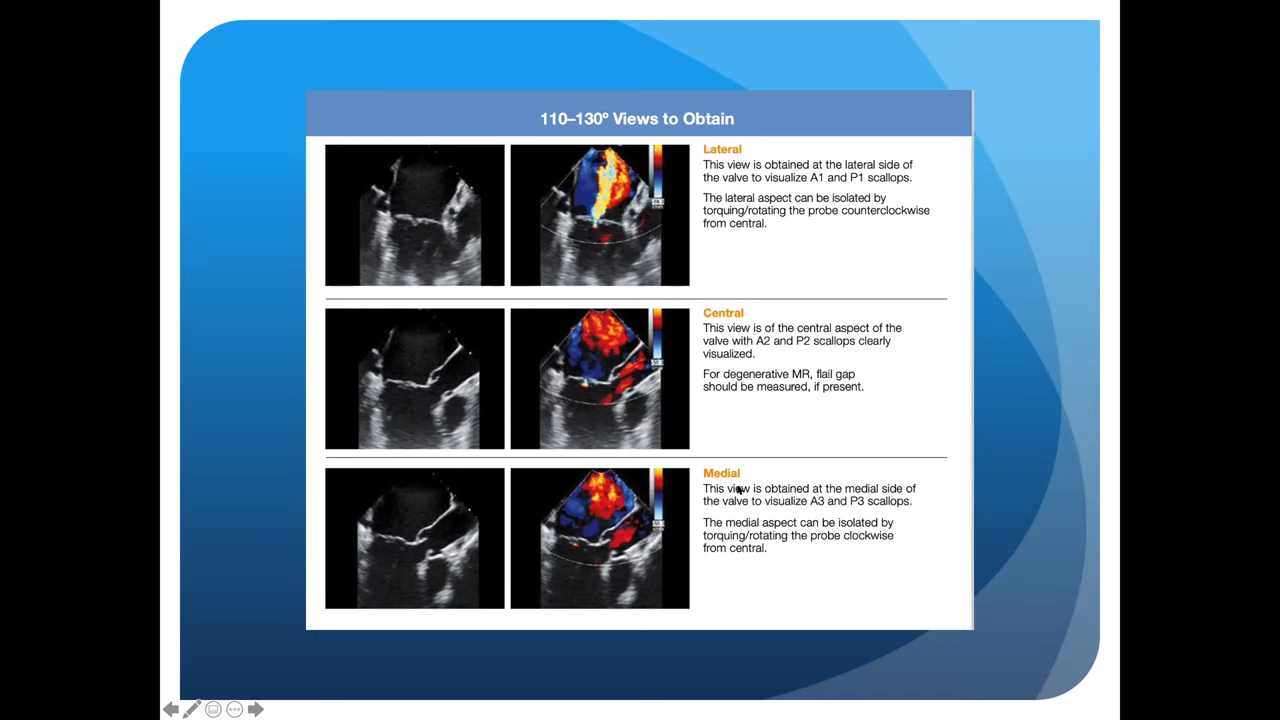 110–130º Views to Obtain
Lateral
This view is obtained at the lateral side of
the valve to visualize A1 and P1 scallops.
The lateral aspect can be isolated by
torquing/rotating the probe counterclockwise
from central.
Central
This view is of the central aspect of the
valve with A2 and P2 scallops clearly
visualized.
For degenerative MR, flail gap
should be measured, if present.
Medial
This view is obtained at the medial side of
the valve to visualize A3 and P3 scallops.
The medial aspect can be isolated by
torquing/rotating the probe clockwise
from central.